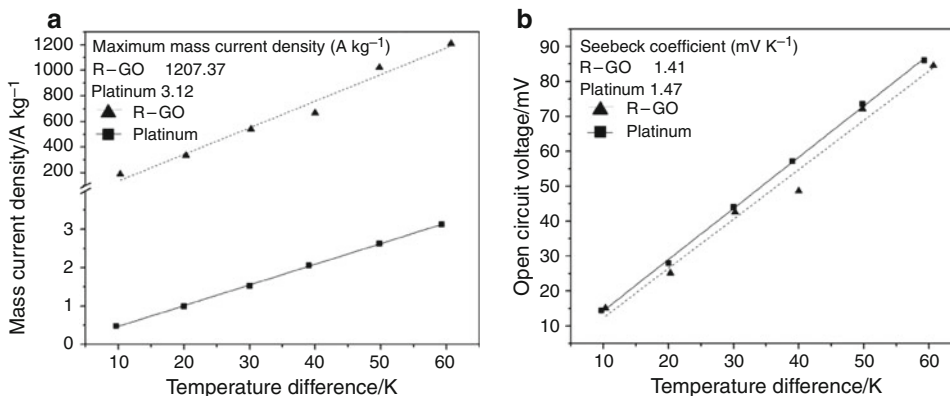 a
Maximum mass current density (A kg⁻¹)
R−GO 1207.37
Platinum 3.12
R−GO
Platinum
Mass current density/A kg⁻¹
1200
1000
800
600
400
200
3
2
1
0
10 20 30 40 50 60
Temperature difference/K
b
Seebeck coefficient (mV K⁻¹)
R−GO 1.41
Platinum 1.47
R−GO
Platinum
Open circuit voltage/mV
90
80
70
60
50
40
30
20
10
10 20 30 40 50 60
Temperature difference/K